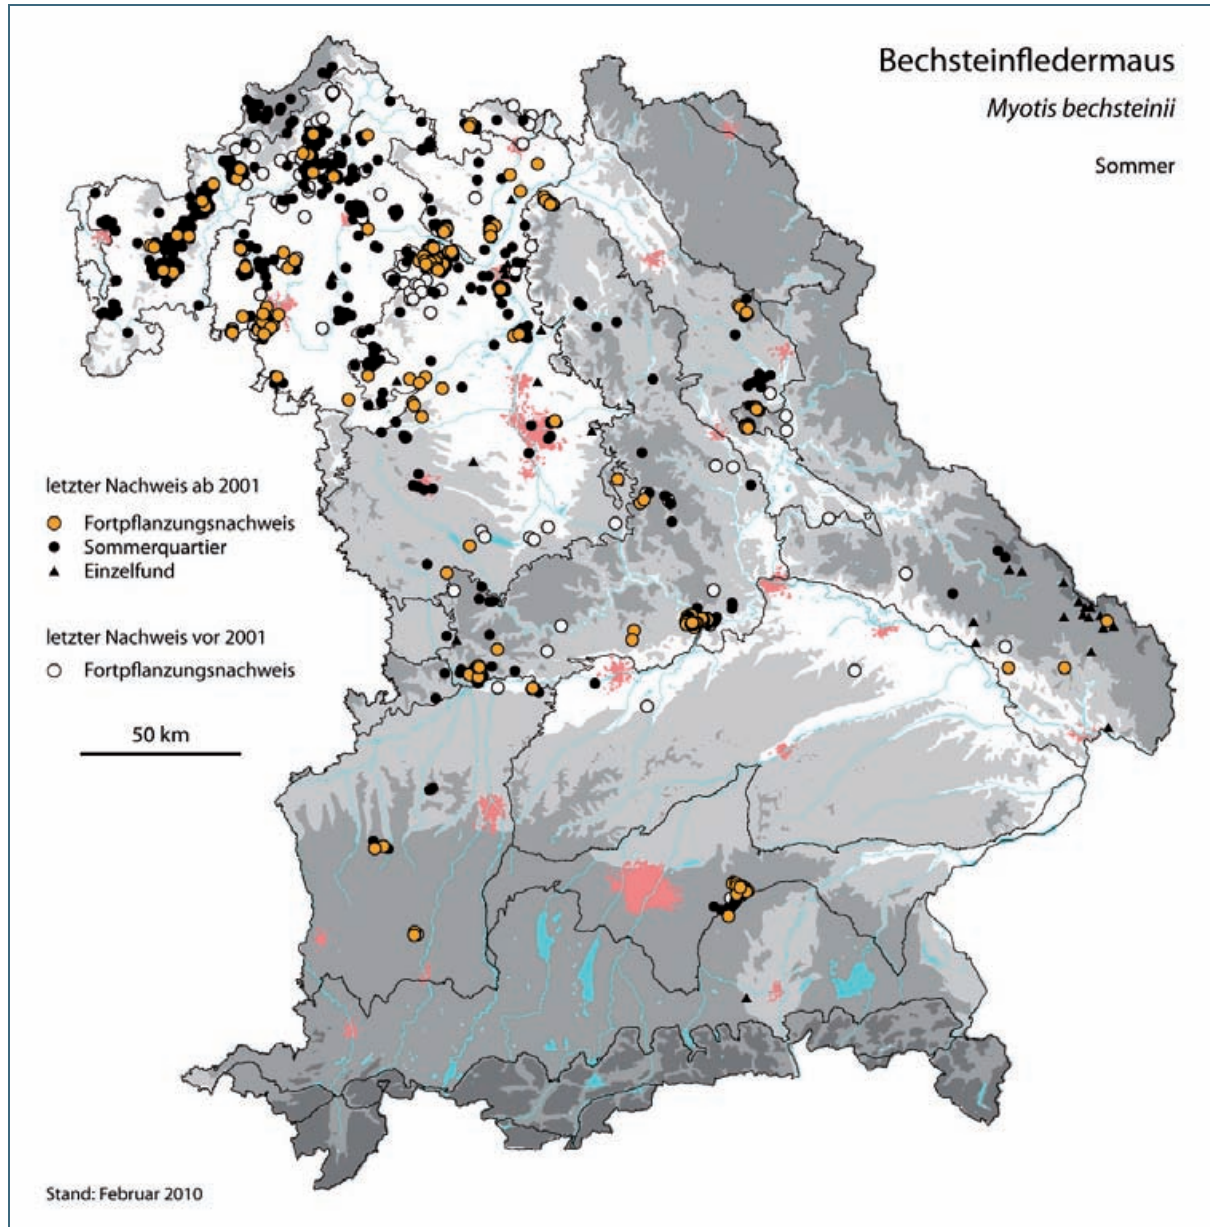 Bechsteinfledermaus
Myotis bechsteinii
Sommer
letzter Nachweis ab 2001
Fortpflanzungsnachweis
Sommerquartier
Einzelfund
letzter Nachweis vor 2001
Fortpflanzungsnachweis
50 km
Stand: Februar 2010